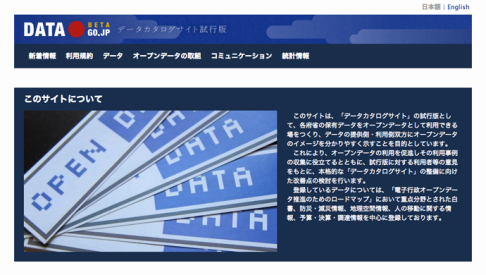 日本語 | English
DATA GO.JP BETA データカタログサイト試行版
新着情報 利用規約 データ オープンデータの取組 コミュニケーション 統計情報
このサイトについて
OPEN DATA
DATA
DATA
このサイトは、「データカタログサイト」の試行版とし
て、各府省の保有データをオープンデータとして利用できる
場をつくり、データの提供側・利用側双方にオープンデータ
のイメージを分かりやすく示すことを目的としています。
これにより、オープンデータの利用を促進しその利用事例
の収集に役立てるとともに、試行版に対する利用者等の意見
をもとに、本格的な「データカタログサイト」の整備に向け
た改善点の検討を行います。
登録しているデータについては、「電子行政オープンデー
タ推進のためのロードマップ」において重点分野とされた白
書、防災・減災情報、地理空間情報、人の移動に関する情
報、予算・決算・調達情報を中心に登録しております。